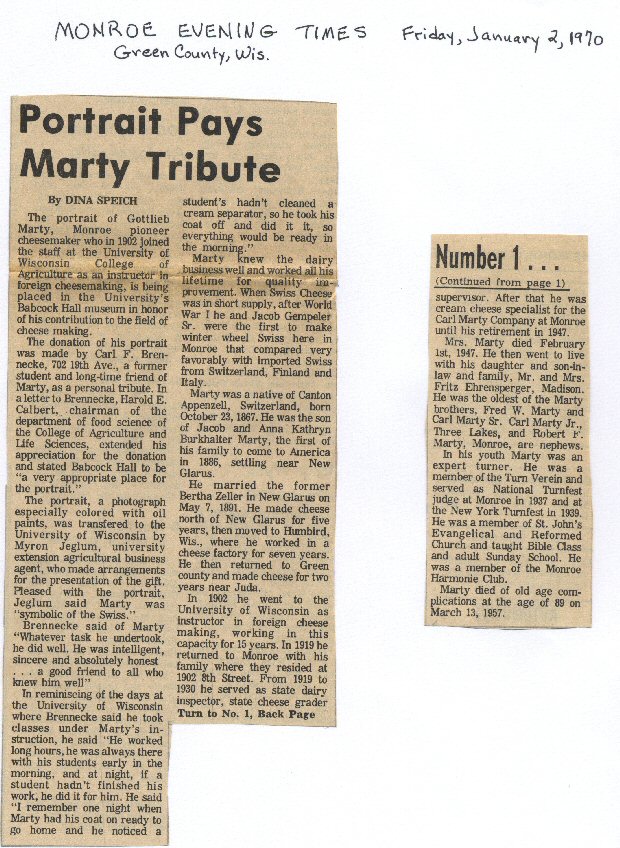 MONROE EVENING TIMES Friday, January 2, 1970
Green County, Wis.
Portrait Pays
Marty Tribute
By DINA SPEICH
The portrait of Gottlieb
Marty, Monroe pioneer
cheesemaker who in 1902 joined
the staff at the University of
Wisconsin College of
Agriculture as an instructor in
foreign cheesemaking, is being
placed in the University's
Babcock Hall museum in honor
of his contribution to the field of
cheese making.
The donation of his portrait
was made by Carl F. Bren-
necke, 702 19th Ave., a former
student and long-time friend of
Marty, as a personal tribute. In
a letter to Brennecke, Harold E.
Calbert, chairman of the
department of food science of
the College of Agriculture and
Life Sciences, extended his
appreciation for the donation
and stated Babcock Hall to be
"a very appropriate place for
the portrait."
The portrait, a photograph
especially colored with oil
paints, was transfered to the
University of Wisconsin by
Myron Jeglum, university
extension agricultural business
agent, who made arrangements
for the presentation of the gift.
Pleased with the portrait,
Jeglum said Marty was
"symbolic of the Swiss."
Brennecke said of Marty
"Whatever task he undertook,
he did well. He was intelligent,
sincere and absolutely honest
. . . a good friend to all who
knew him well"
In reminiscing of the days at
the University of Wisconsin
where Brennecke said he took
classes under Marty's in-
struction, he said "He worked
long hours, he was always there
with his students early in the
morning, and at night, if a
student hadn't finished his
work, he did it for him. He said
"I remember one night when
Marty had his coat on ready to
go home and he noticed a
student's hadn't cleaned a
cream separator, so he took his
coat off and did it it, so
everything would be ready in
the morning."
Marty knew the dairy
business well and worked all his
lifetime for quality im-
provement. When Swiss Cheese
was in short supply, after World
War I he and Jacob Gempeler
Sr. were the first to make
winter wheel Swiss here in
Monroe that compared very
favorably with imported Swiss
from Switzerland, Finland and
Italy.
Marty was a native of Canton
Appenzell, Switzerland, born
October 23, 1867. He was the son
of Jacob and Anna Kathryn
Burkhalter Marty, the first of
his family to come to America
in 1886, settling near New
Glarus.
He married the former
Bertha Zeller in New Glarus on
May 7, 1891. He made cheese
north of New Glarus for five
years, then moved to Humbird,
Wis., where he worked in a
cheese factory for seven years.
He then returned to Green
county and made cheese for two
years near Juda.
In 1902 he went to the
University of Wisconsin as
instructor in foreign cheese
making, working in this
capacity for 15 years. In 1919 he
returned to Monroe with his
family where they resided at
1902 8th Street. From 1919 to
1930 he served as state dairy
inspector, state cheese grader
Turn to No. 1, Back Page
Number 1 . . .
(Continued from page 1)
supervisor. After that he was
cream cheese specialist for the
Carl Marty Company at Monroe
until his retirement in 1947.
Mrs. Marty died February
1st, 1947. He then went to live
with his daughter and son-in-
law and family, Mr. and Mrs.
Fritz Ehrensperger, Madison.
He was the oldest of the Marty
brothers, Fred W. Marty and
Carl Marty Sr. Carl Marty Jr.,
Three Lakes, and Robert F.
Marty, Monroe, are nephews.
In his youth Marty was an
expert turner. He was a
member of the Turn Verein and
served as National Turnfest
judge at Monroe in 1937 and at
the New York Turnfest in 1939.
He was a member of St. John's
Evangelical and Reformed
Church and taught Bible Class
and adult Sunday School. He
was a member of the Monroe
Harmonie Club.
Marty died of old age com-
plications at the age of 89 on
March 13, 1957.